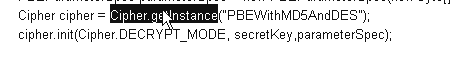 Cipher cipher = Cipher.getInstance("PBEWithMD5AndDES");
cipher.init(Cipher.DECRYPT_MODE, secretKey,parameterSpec);